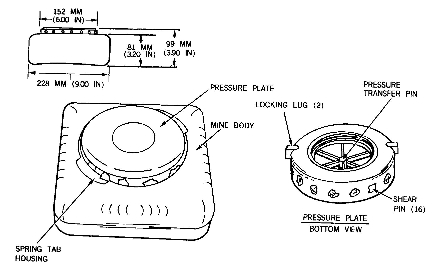 152 MM
(6.00 IN)
81 MM
(3.20 IN)
99 MM
(3.90 IN)
228 MM (9.00 IN)
PRESSURE PLATE
MINE BODY
SPRING TAB
HOUSING
PRESSURE
TRANSFER PIN
LOCKING LUG (2)
SHEAR
PIN (16)
PRESSURE PLATE
BOTTOM VIEW